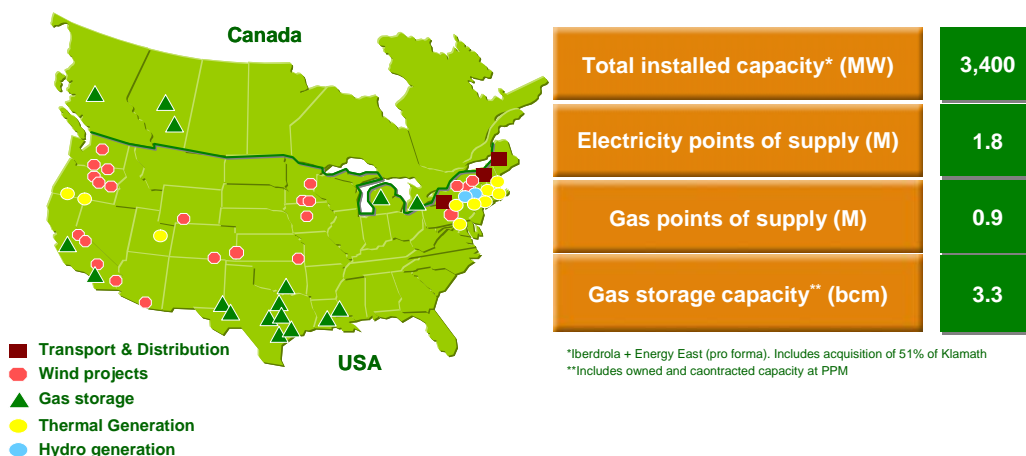 Canada
USA
Transport & Distribution
Wind projects
Gas storage
Thermal Generation
Hydro generation
Total installed capacity* (MW)
3,400
Electricity points of supply (M)
1.8
Gas points of supply (M)
0.9
Gas storage capacity** (bcm)
3.3
*Iberdrola + Energy East (pro forma). Includes acquisition of 51% of Klamath
**Includes owned and caontracted capacity at PPM